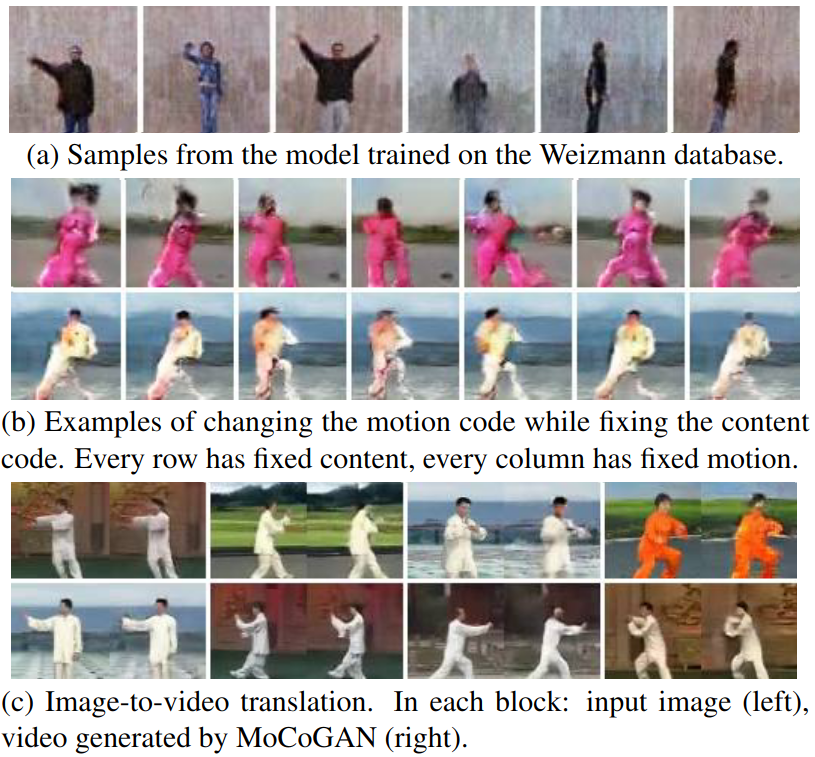 (a) Samples from the model trained on the Weizmann database.
(b) Examples of changing the motion code while fixing the content
code. Every row has fixed content, every column has fixed motion.
(c) Image-to-video translation. In each block: input image (left),
video generated by MoCoGAN (right).